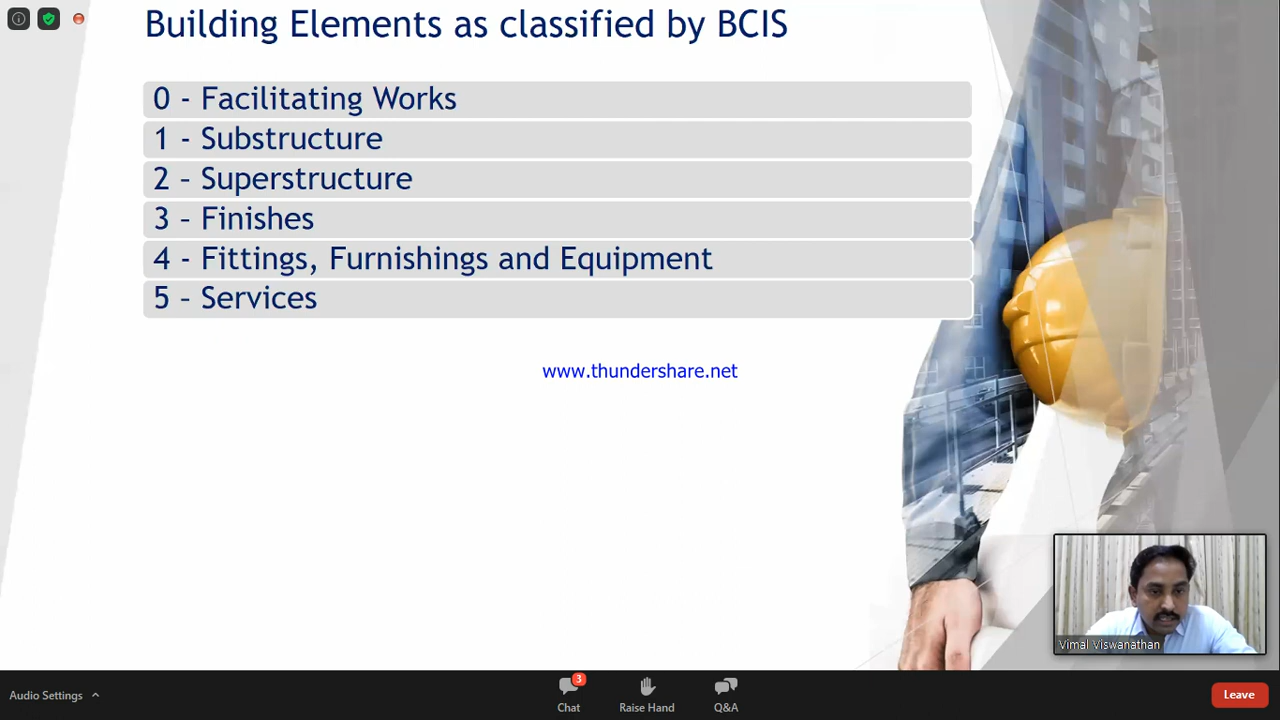 Building Elements as classified by BCIS
0 - Facilitating Works
1 - Substructure
2 – Superstructure
3 – Finishes
4 - Fittings, Furnishings and Equipment
5 – Services
www.thundershare.net
Vimal Viswanathan
Audio Settings
3
Chat
Raise Hand
Q&A
Leave